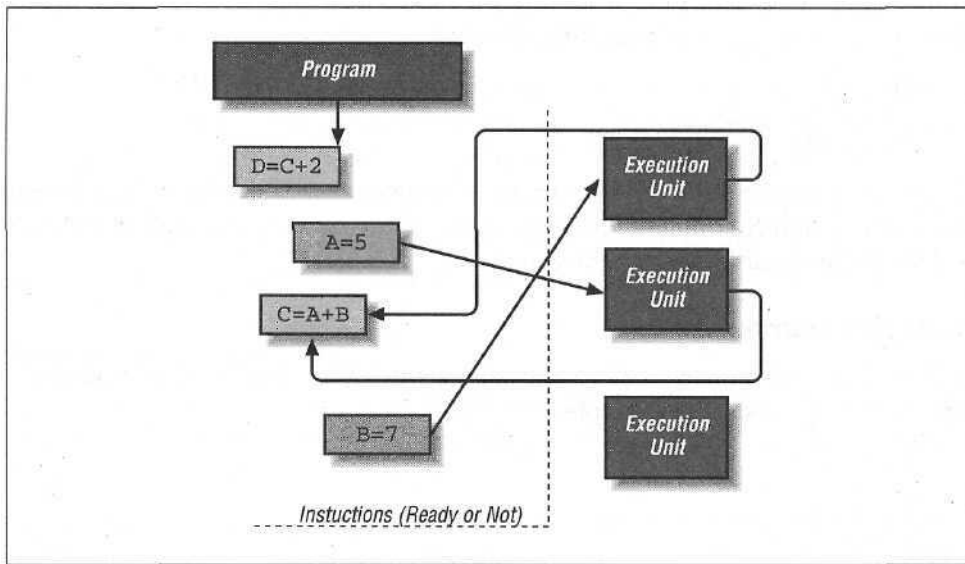 Program
D=C+2
Execution
Unit
A=5
Execution
Unit
C=A+B
B=7
Execution
Unit
Instuctions (Ready or Not)